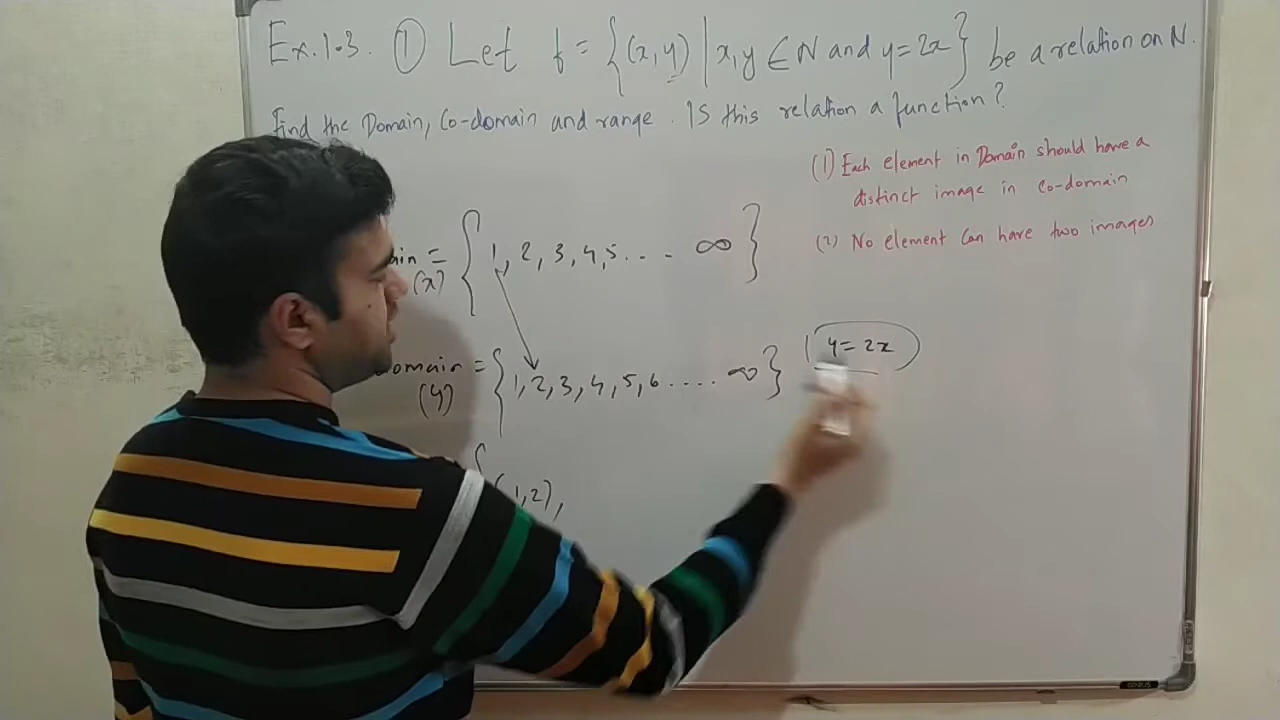 Ex.1.3. ① Let f = {(x,y) | x,y ∈ N and y = 2x} be a relation on N.
Find the Domain, Co-domain and range. Is this relation a function?
(1) Each element in Domain should have a
distinct image in co-domain
(2) No element can have two images
ain = {1, 2, 3, 4, 5... - ∞}
(x)
domain = {1, 2, 3, 4, 5, 6 .... ∞}
(y)
y = 2x
{(1,2),
GENIUS